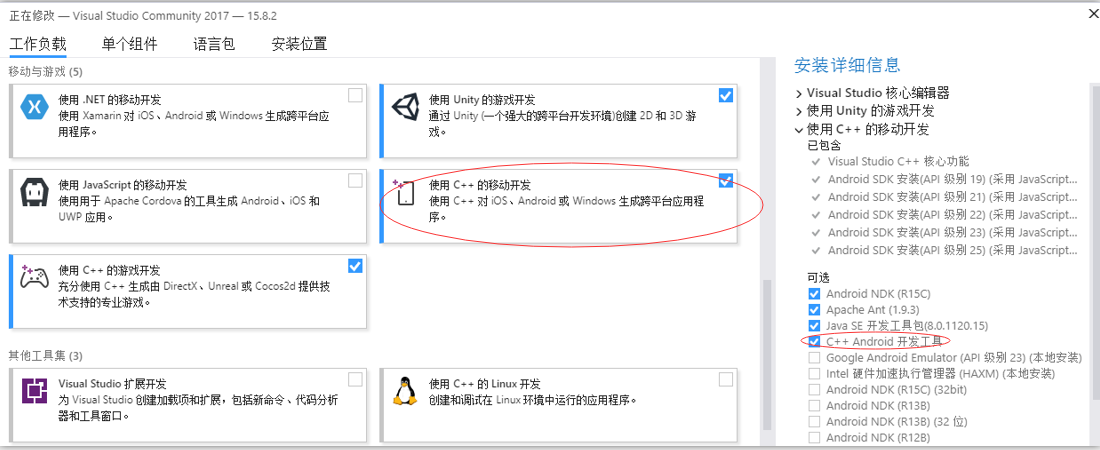 正在修改 — Visual Studio Community 2017 — 15.8.2
工作负载 单个组件 语言包 安装位置
移动与游戏 (5)
使用 .NET 的移动开发
使用 Xamarin 对 iOS、Android 或 Windows 生成跨平台应
用程序。
使用 Unity 的游戏开发
通过 Unity (一个强大的跨平台开发环境)创建 2D 和 3D 游
戏。
使用 JavaScript 的移动开发
使用用于 Apache Cordova 的工具生成 Android、iOS 和
UWP 应用。
使用 C++ 的移动开发
使用 C++ 对 iOS、Android 或 Windows 生成跨平台应用程
序。
使用 C++ 的游戏开发
充分使用 C++ 生成由 DirectX、Unreal 或 Cocos2d 提供技
术支持的专业游戏。
其他工具集 (3)
Visual Studio 扩展开发
为 Visual Studio 创建加载项和扩展，包括新命令、代码分析
器和工具窗口。
使用 C++ 的 Linux 开发
创建和调试在 Linux 环境中运行的应用程序。
安装详细信息
Visual Studio 核心编辑器
使用 Unity 的游戏开发
使用 C++ 的移动开发
已包含
Visual Studio C++ 核心功能
Android SDK 安装(API 级别 19) (采用 JavaScript...
Android SDK 安装(API 级别 21) (采用 JavaScript...
Android SDK 安装(API 级别 22) (采用 JavaScript...
Android SDK 安装(API 级别 23) (采用 JavaScript...
Android SDK 安装(API 级别 25) (采用 JavaScript...
可选
Android NDK (R15C)
Apache Ant (1.9.3)
Java SE 开发工具包(8.0.1120.15)
C++ Android 开发工具
Google Android Emulator (API 级别 23) (本地安装)
Intel 硬件加速执行管理器 (HAXM) (本地安装)
Android NDK (R15C) (32bit)
Android NDK (R13B)
Android NDK (R13B) (32 位)
Android NDK (R12B)